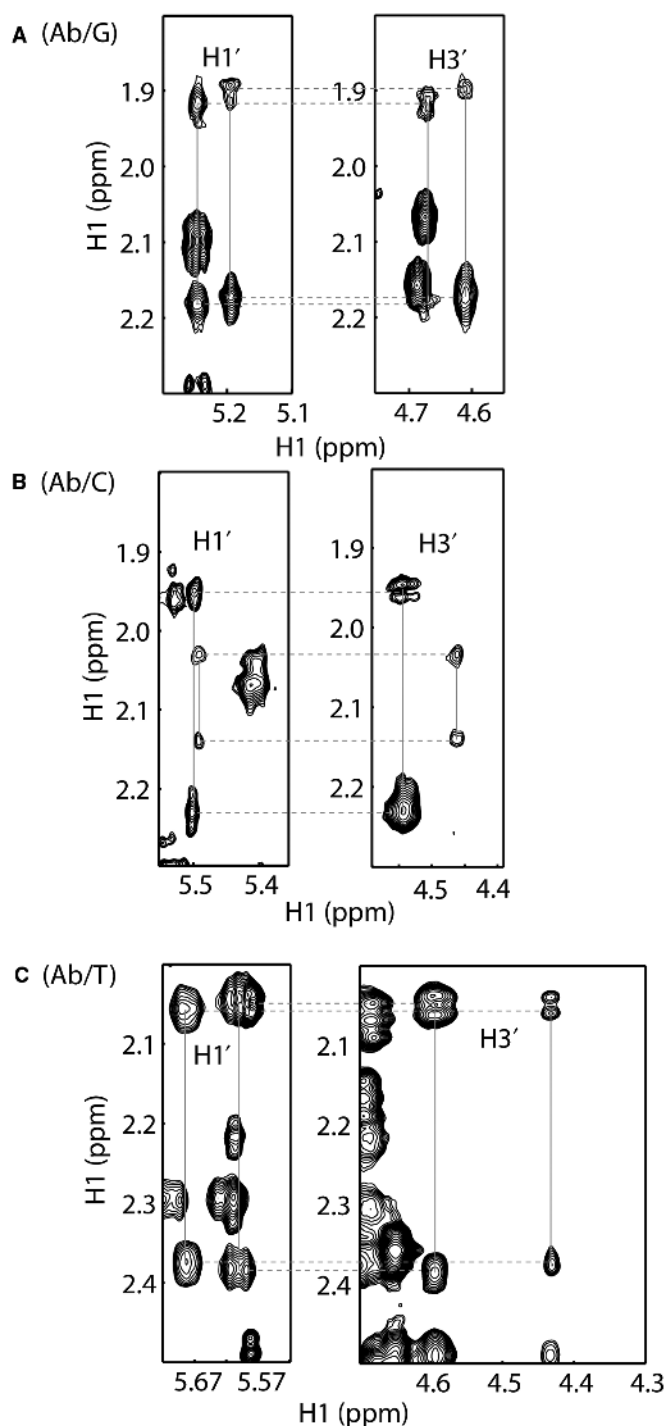 A (Ab/G)
H1′ H3′
H1 (ppm)
1.9
2.0
2.1
2.2
1.9
2.0
2.1
2.2
5.2 5.1 4.7 4.6
H1 (ppm)
B (Ab/C)
H1′ H3′
H1 (ppm)
1.9
2.0
2.1
2.2
1.9
2.0
2.1
2.2
5.5 5.4 4.5 4.4
H1 (ppm)
C (Ab/T)
H1′ H3′
H1 (ppm)
2.1
2.2
2.3
2.4
2.1
2.2
2.3
2.4
5.67 5.57 4.6 4.5 4.4 4.3
H1 (ppm)